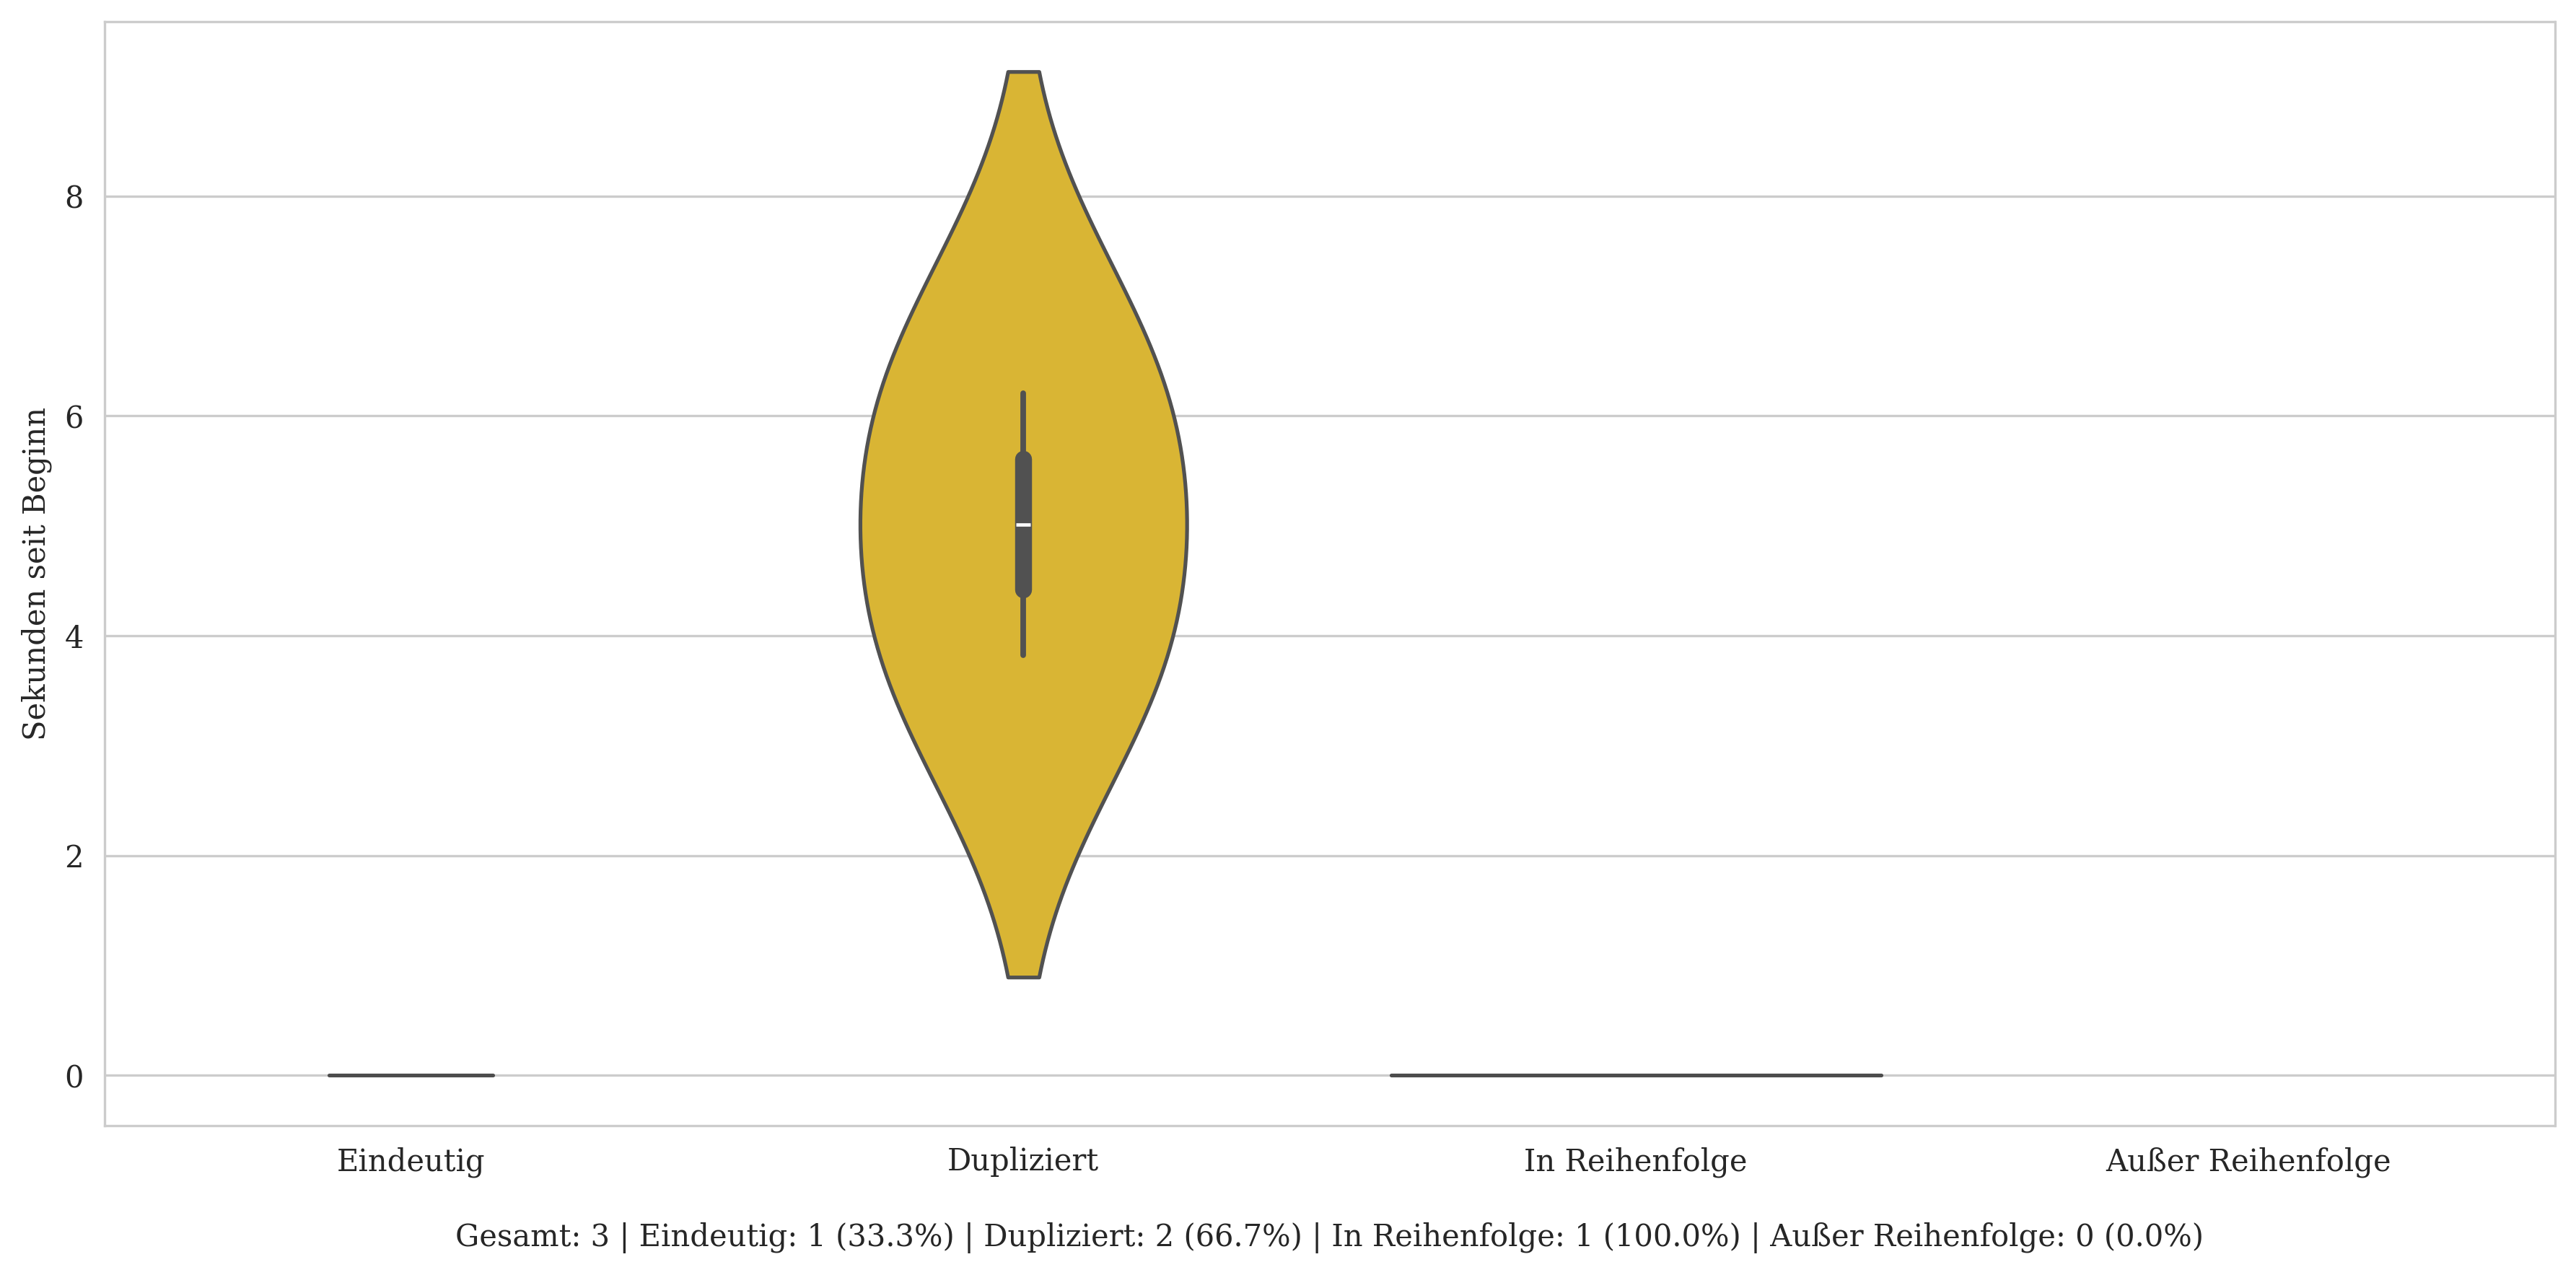 Sekunden seit Beginn
8
6
4
2
0
Eindeutig
Dupliziert
In Reihenfolge
Außer Reihenfolge
Gesamt: 3 | Eindeutig: 1 (33.3%) | Dupliziert: 2 (66.7%) | In Reihenfolge: 1 (100.0%) | Außer Reihenfolge: 0 (0.0%)